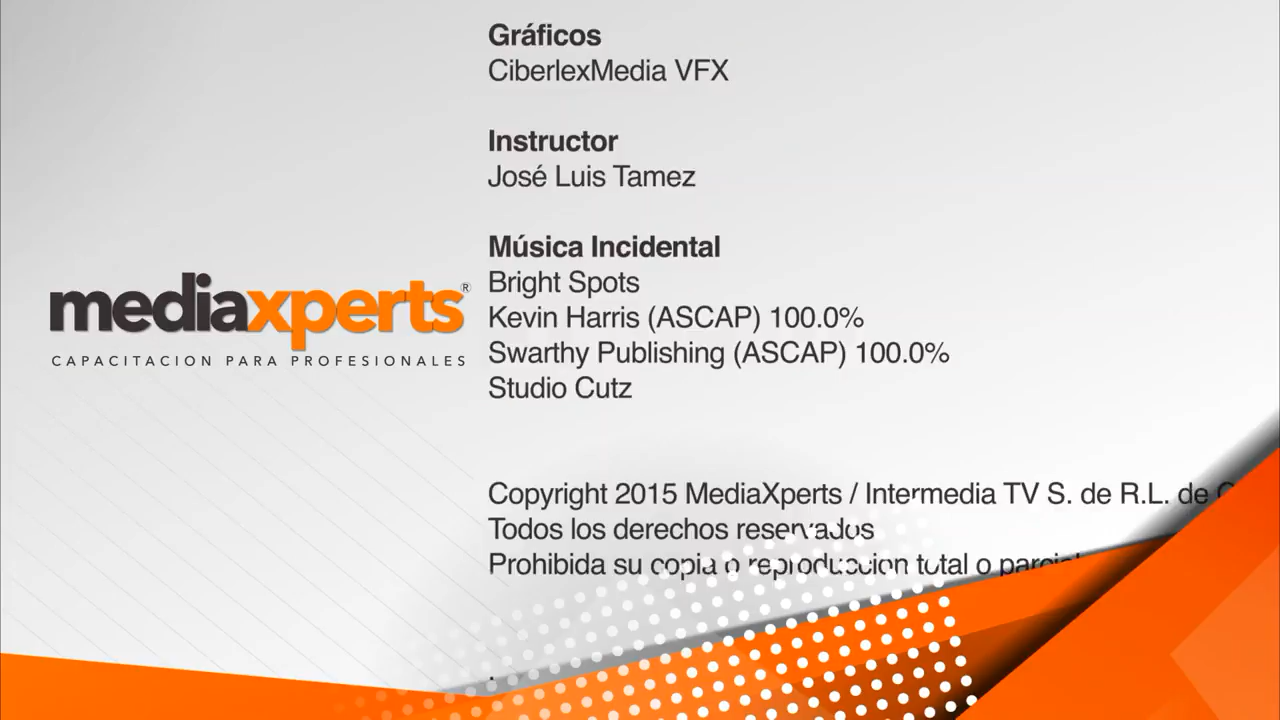 Gráficos
CiberlexMedia VFX
Instructor
José Luis Tamez
Música Incidental
Bright Spots
Kevin Harris (ASCAP) 100.0%
Swarthy Publishing (ASCAP) 100.0%
Studio Cutz
mediaxperts®
CAPACITACION PARA PROFESIONALES
Copyright 2015 MediaXperts / Intermedia TV S. de R.L. de
Todos los derechos reservados
Prohibida su copia o reproduccion total o parcial